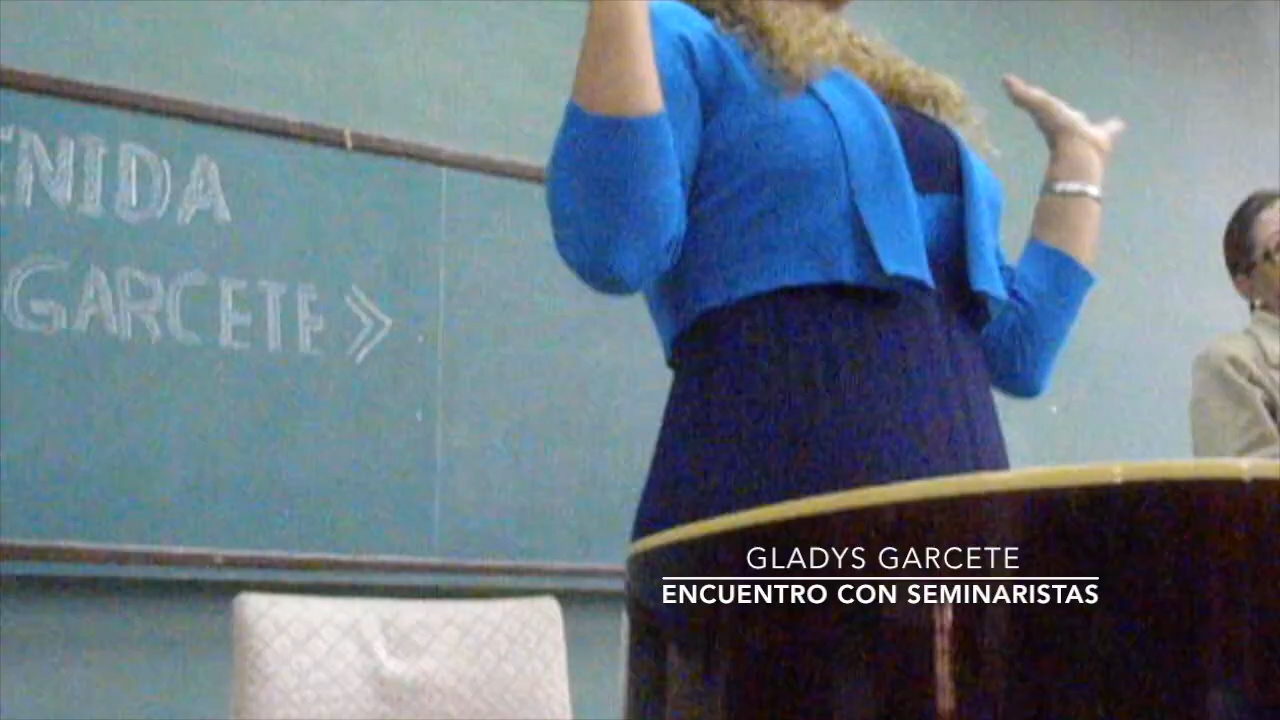 ENIDA
GARCETE »
GLADYS GARCETE
ENCUENTRO CON SEMINARISTAS